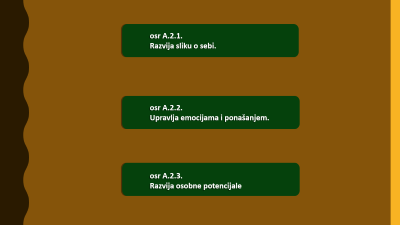 osr A.2.1.
Razvija sliku o sebi.
osr A.2.2.
Upravlja emocijama i ponašanjem.
osr A.2.3.
Razvija osobne potencijale